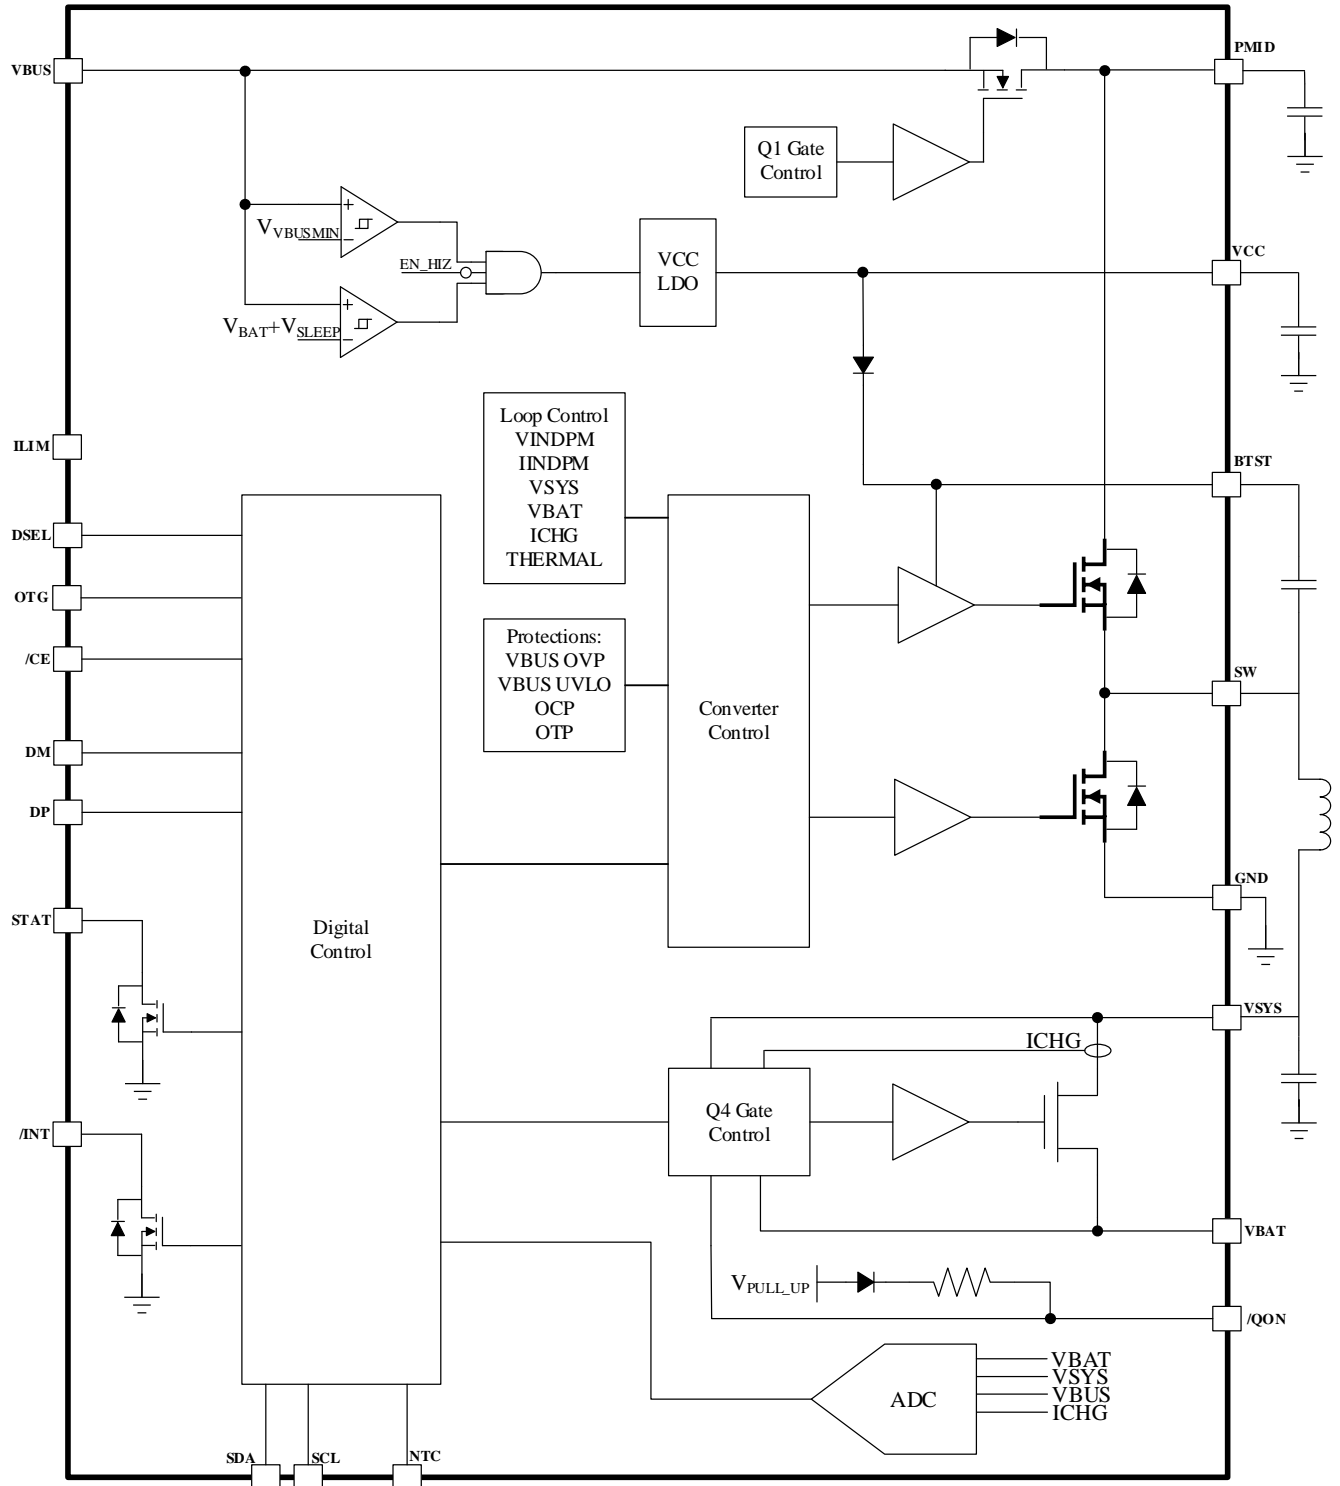 PMID
VBUS
Q1 Gate
Control
VVBUSMIN
+
−
EN_HIZ
VCC
LDO
VCC
VBAT+VSLEEP
+
−
Loop Control
VINDPM
IINDPM
VSYS
VBAT
ICHG
THERMAL
ILIM
BTST
DSEL
OTG
/CE
Protections:
VBUS OVP
VBUS UVLO
OCP
OTP
SW
Converter
Control
DM
DP
GND
STAT
Digital
Control
VSYS
ICHG
Q4 Gate
Control
/INT
VBAT
VPULL_UP
/QON
ADC
VBAT
VSYS
VBUS
ICHG
SDA
SCL
NTC